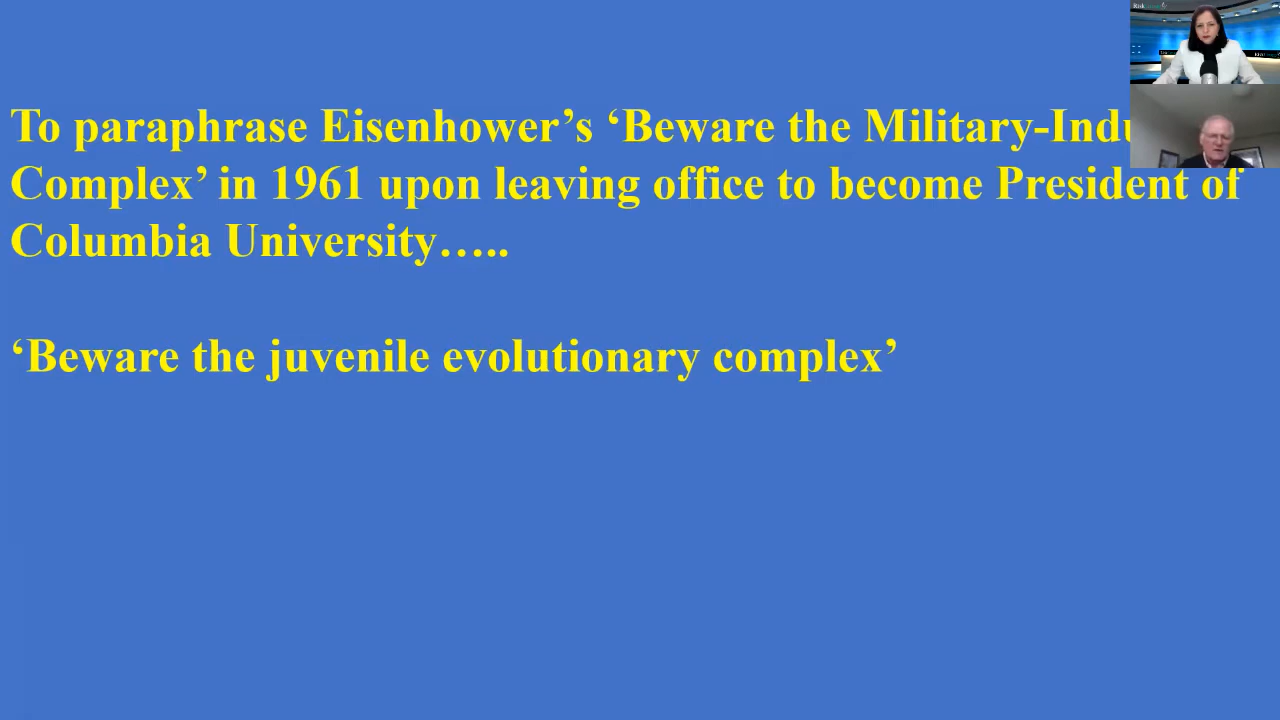 To paraphrase Eisenhower’s ‘Beware the Military-Indu
Complex’ in 1961 upon leaving office to become President of
Columbia University…..
‘Beware the juvenile evolutionary complex’